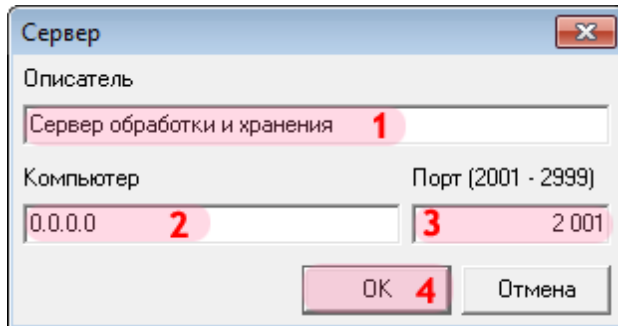 Сервер
Описатель
Сервер обработки и хранения 1
Компьютер Порт (2001 - 2999)
0.0.0.0 2 3 2 001
OK 4 Отмена